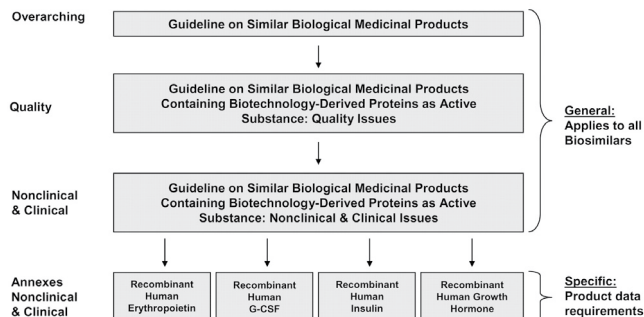 Overarching
Guideline on Similar Biological Medicinal Products
Quality
Guideline on Similar Biological Medicinal Products
Containing Biotechnology-Derived Proteins as Active
Substance: Quality Issues
General:
Applies to all
Biosimilars
Nonclinical
& Clinical
Guideline on Similar Biological Medicinal Products
Containing Biotechnology-Derived Proteins as Active
Substance: Nonclinical & Clinical Issues
Annexes
Nonclinical
& Clinical
Recombinant
Human
Erythropoietin
Recombinant
Human
G-CSF
Recombinant
Human
Insulin
Recombinant
Human Growth
Hormone
Specific:
Product data
requirements